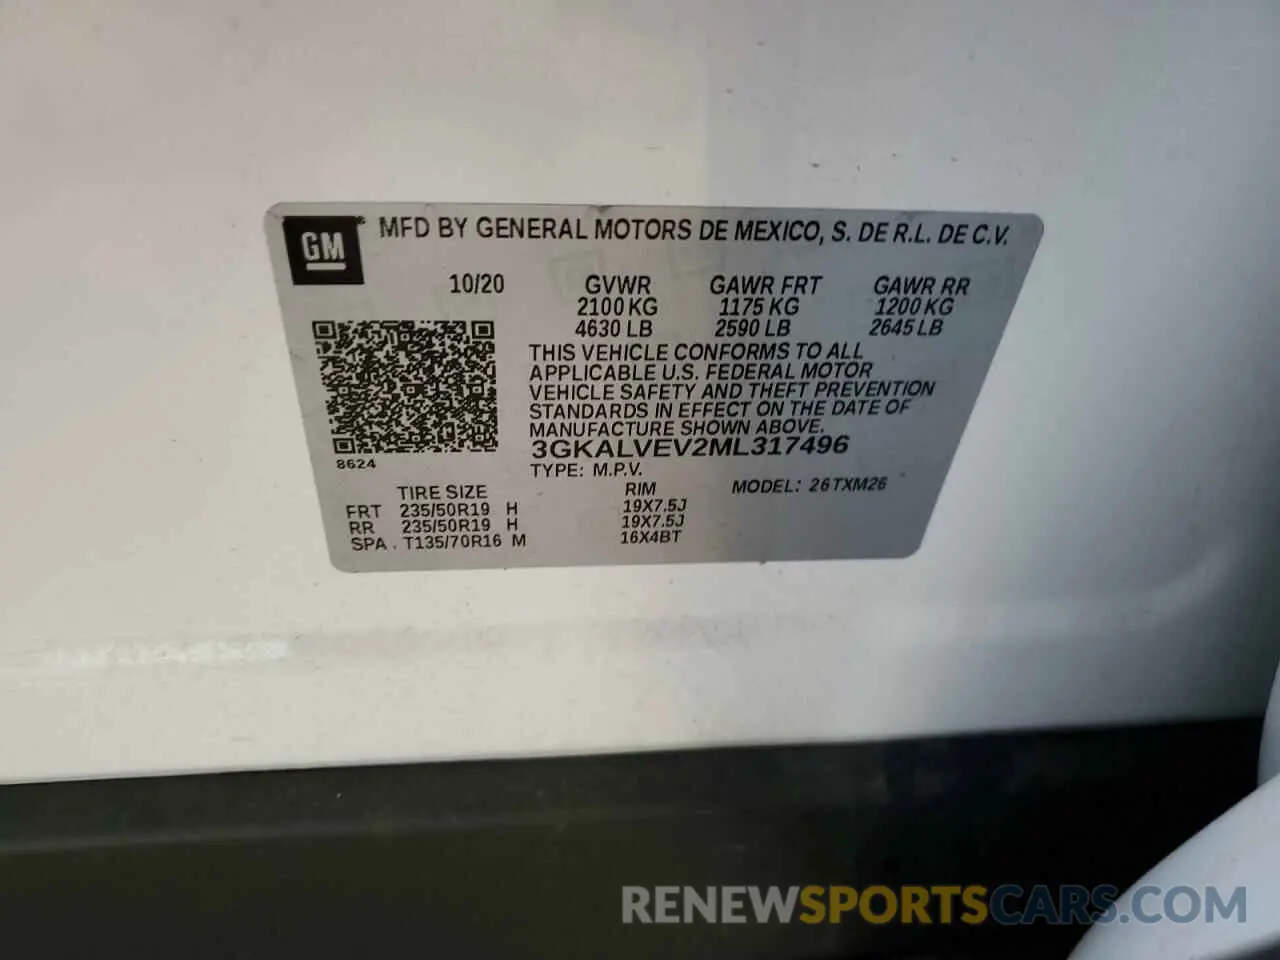 GM® MFD BY GENERAL MOTORS DE MEXICO, S. DE R.L. DE C.V.
10/20 GVWR GAWR FRT GAWR RR
2100 KG 1175 KG 1200 KG
4630 LB 2590 LB 2645 LB
THIS VEHICLE CONFORMS TO ALL
APPLICABLE U.S. FEDERAL MOTOR
VEHICLE SAFETY AND THEFT PREVENTION
STANDARDS IN EFFECT ON THE DATE OF
MANUFACTURE SHOWN ABOVE.
3GKALVEV2ML317496
8624 TYPE: M.P.V.
TIRE SIZE RIM MODEL: 26TXM26
FRT 235/50R19 H 19X7.5J
RR 235/50R19 H 19X7.5J
SPA. T135/70R16 M 16X4BT
RENEWSPORTSCARS.COM